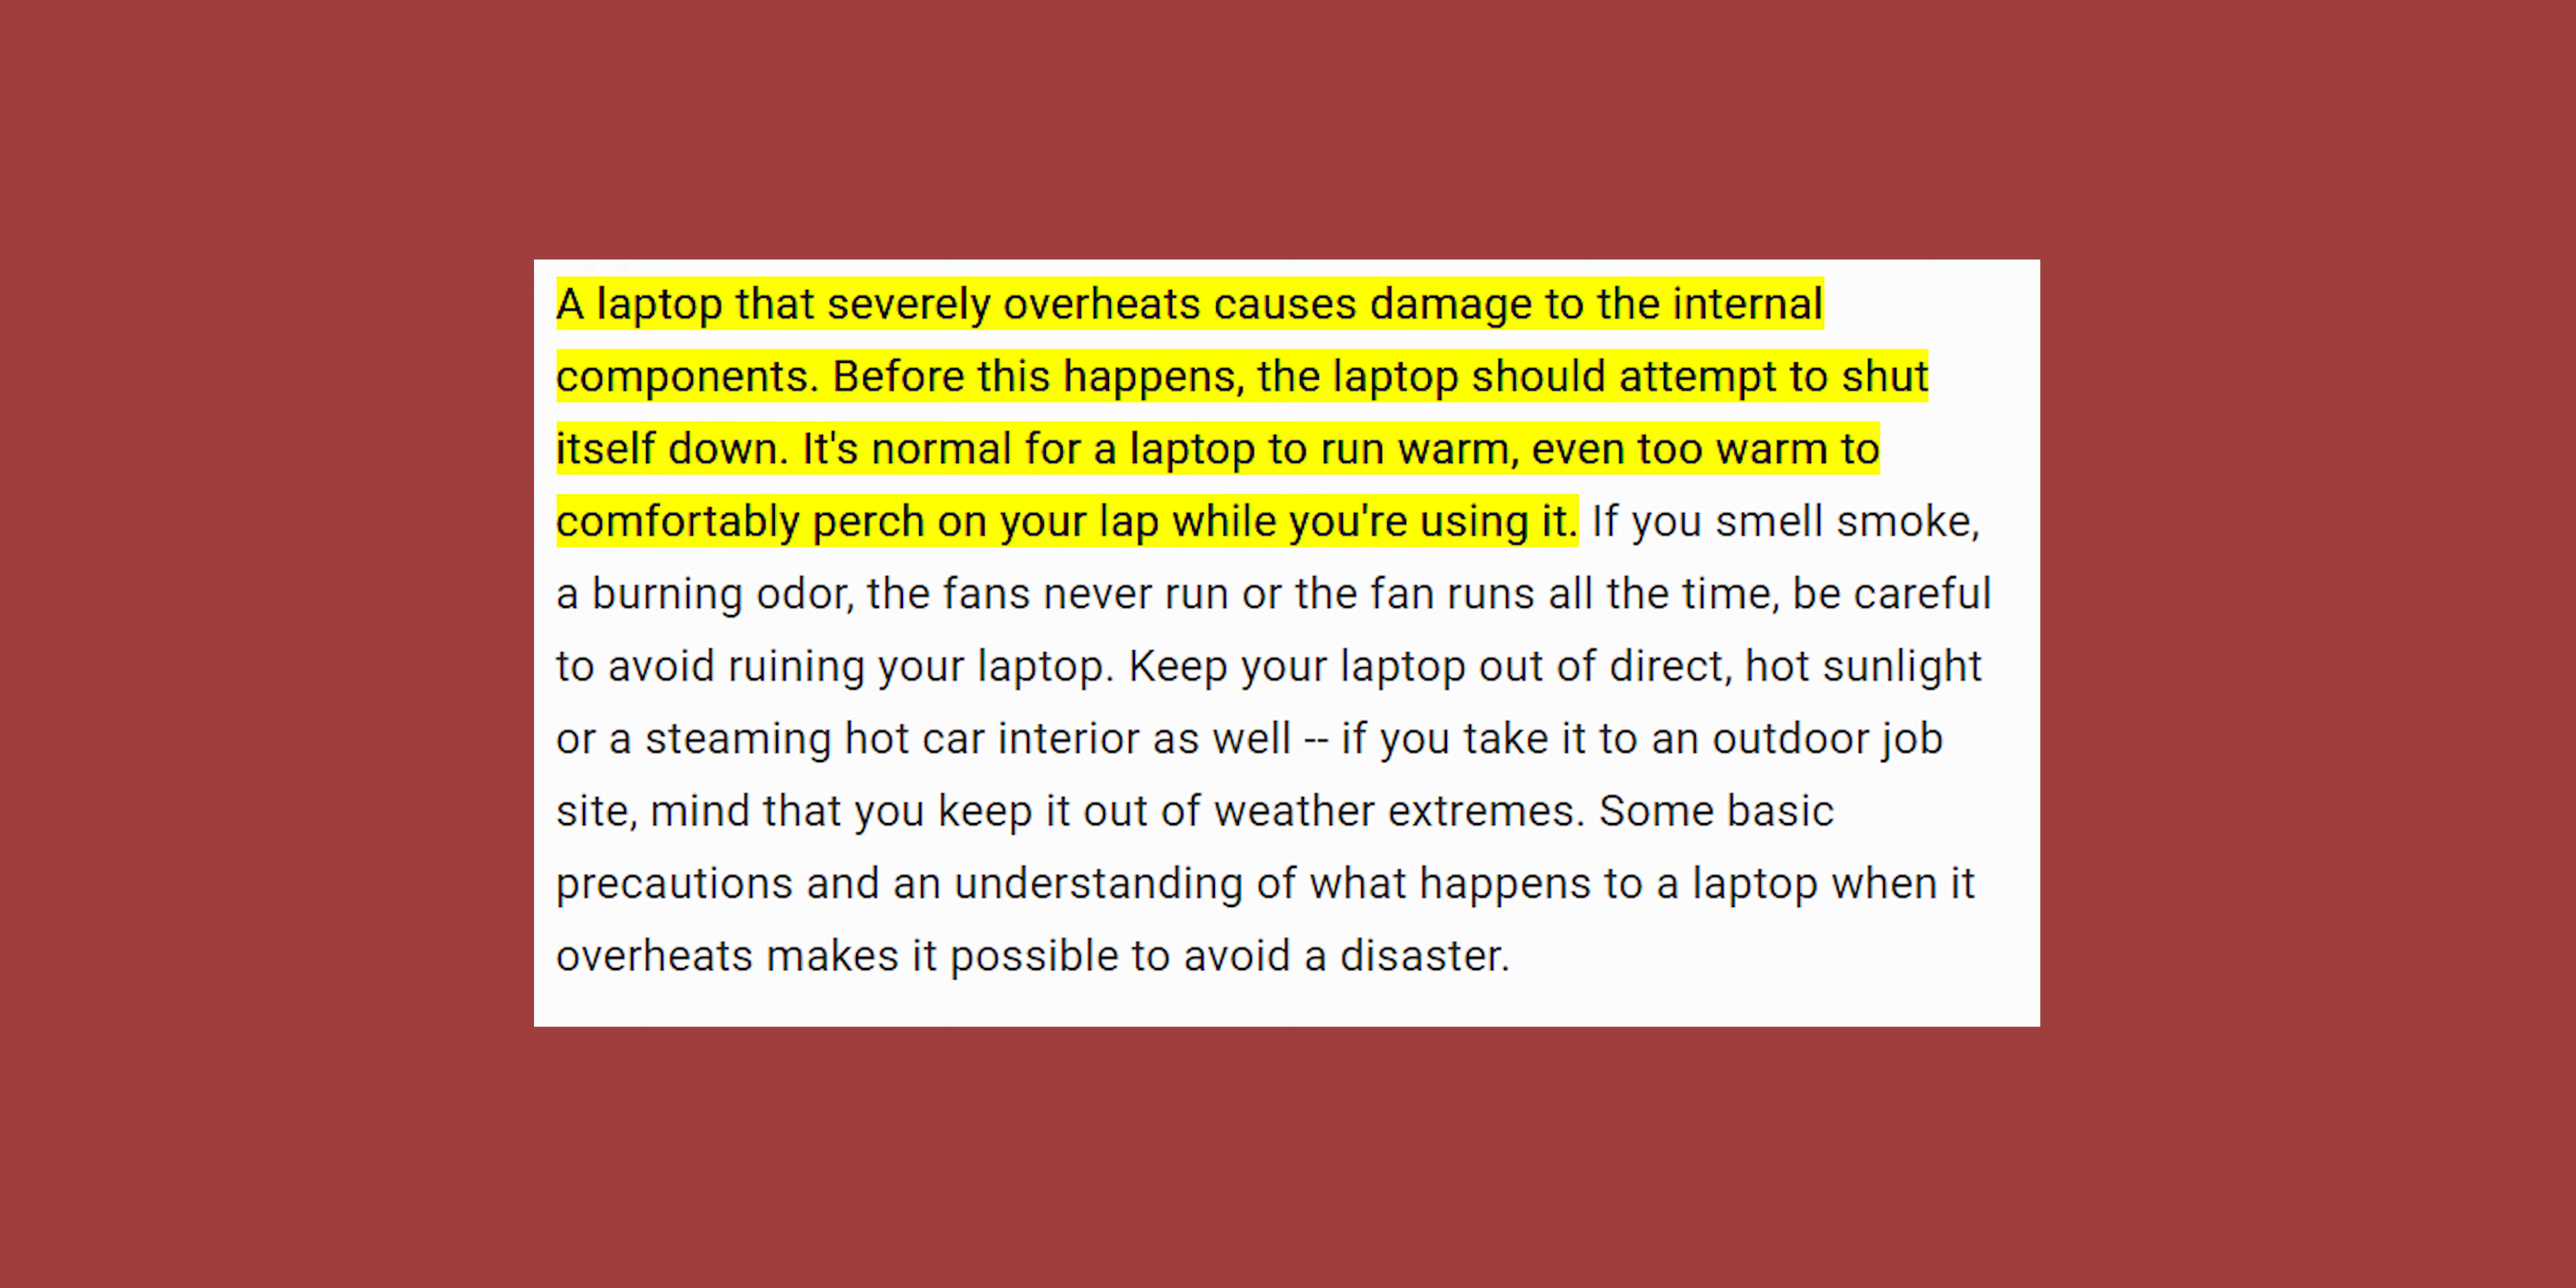 A laptop that severely overheats causes damage to the internal
components. Before this happens, the laptop should attempt to shut
itself down. It's normal for a laptop to run warm, even too warm to
comfortably perch on your lap while you're using it. If you smell smoke,
a burning odor, the fans never run or the fan runs all the time, be careful
to avoid ruining your laptop. Keep your laptop out of direct, hot sunlight
or a steaming hot car interior as well -- if you take it to an outdoor job
site, mind that you keep it out of weather extremes. Some basic
precautions and an understanding of what happens to a laptop when it
overheats makes it possible to avoid a disaster.